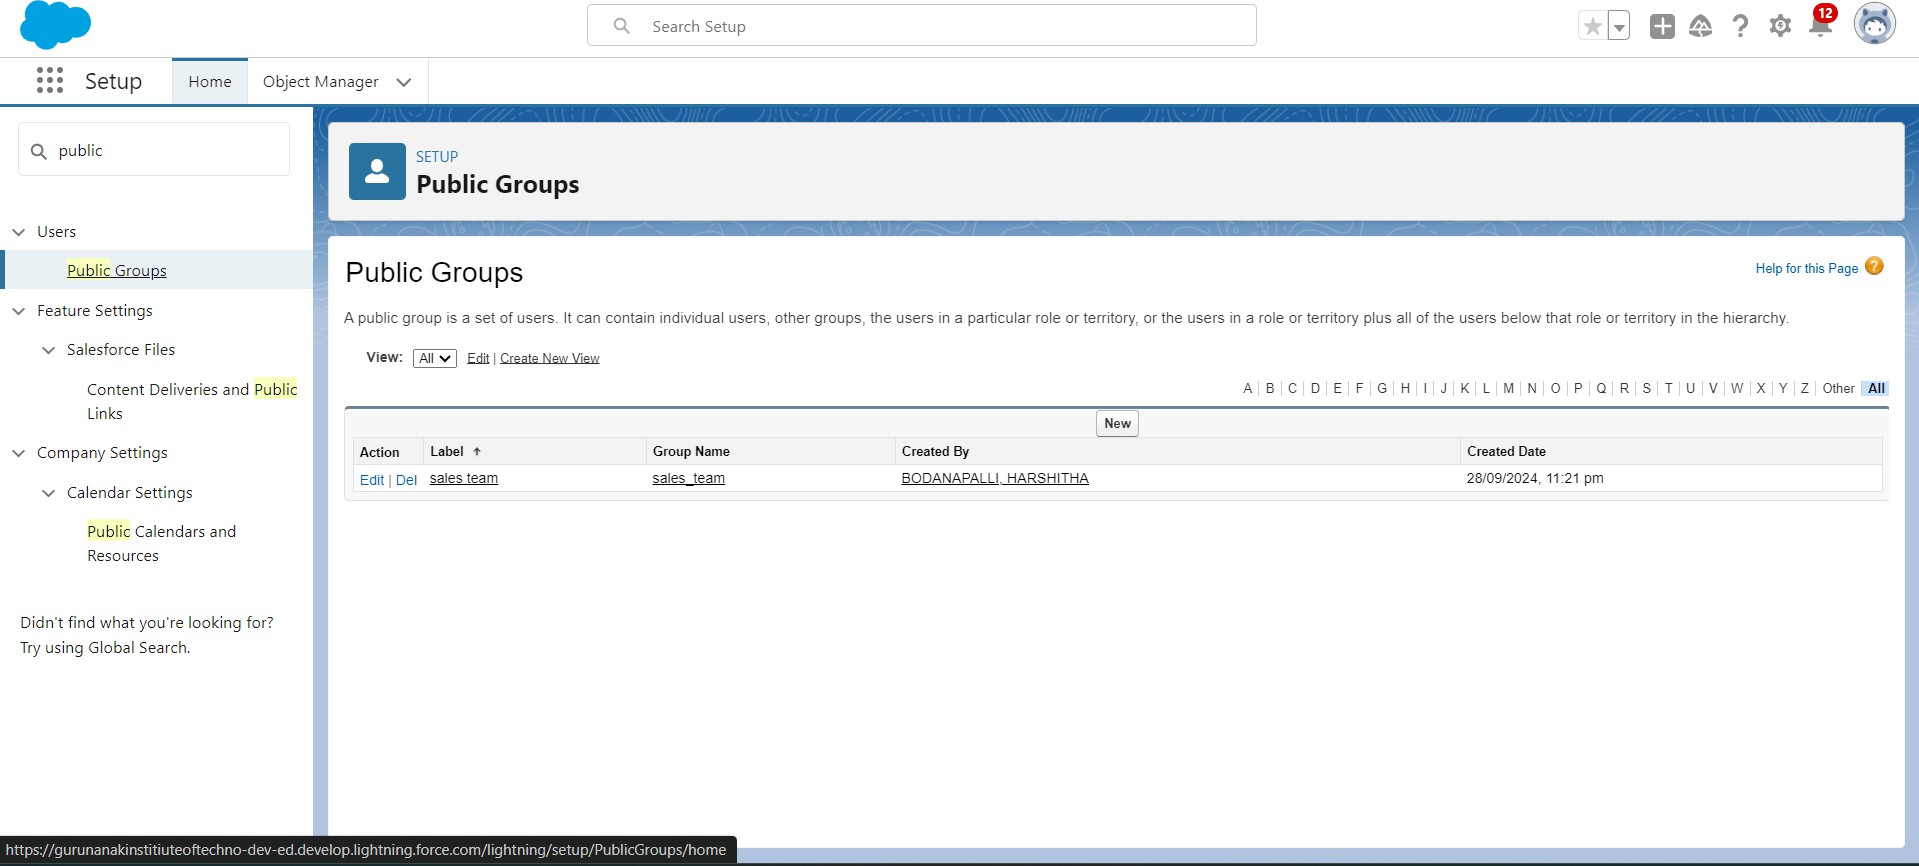 Search Setup
12
Setup
Home
Object Manager
public
Users
Public Groups
Feature Settings
Salesforce Files
Content Deliveries and Public
Links
Company Settings
Calendar Settings
Public Calendars and
Resources
Didn't find what you're looking for?
Try using Global Search.
SETUP
Public Groups
Public Groups
Help for this Page ?
A public group is a set of users. It can contain individual users, other groups, the users in a particular role or territory, or the users in a role or territory plus all of the users below that role or territory in the hierarchy.
View: All Edit | Create New View
A | B | C | D | E | F | G | H | I | J | K | L | M | N | O | P | Q | R | S | T | U | V | W | X | Y | Z | Other All
New
Action Label ↑ Group Name Created By Created Date
Edit | Del sales team sales_team BODANAPALLI, HARSHITHA 28/09/2024, 11:21 pm
https://gurunanakinstitiuteoftechno-dev-ed.develop.lightning.force.com/lightning/setup/PublicGroups/home